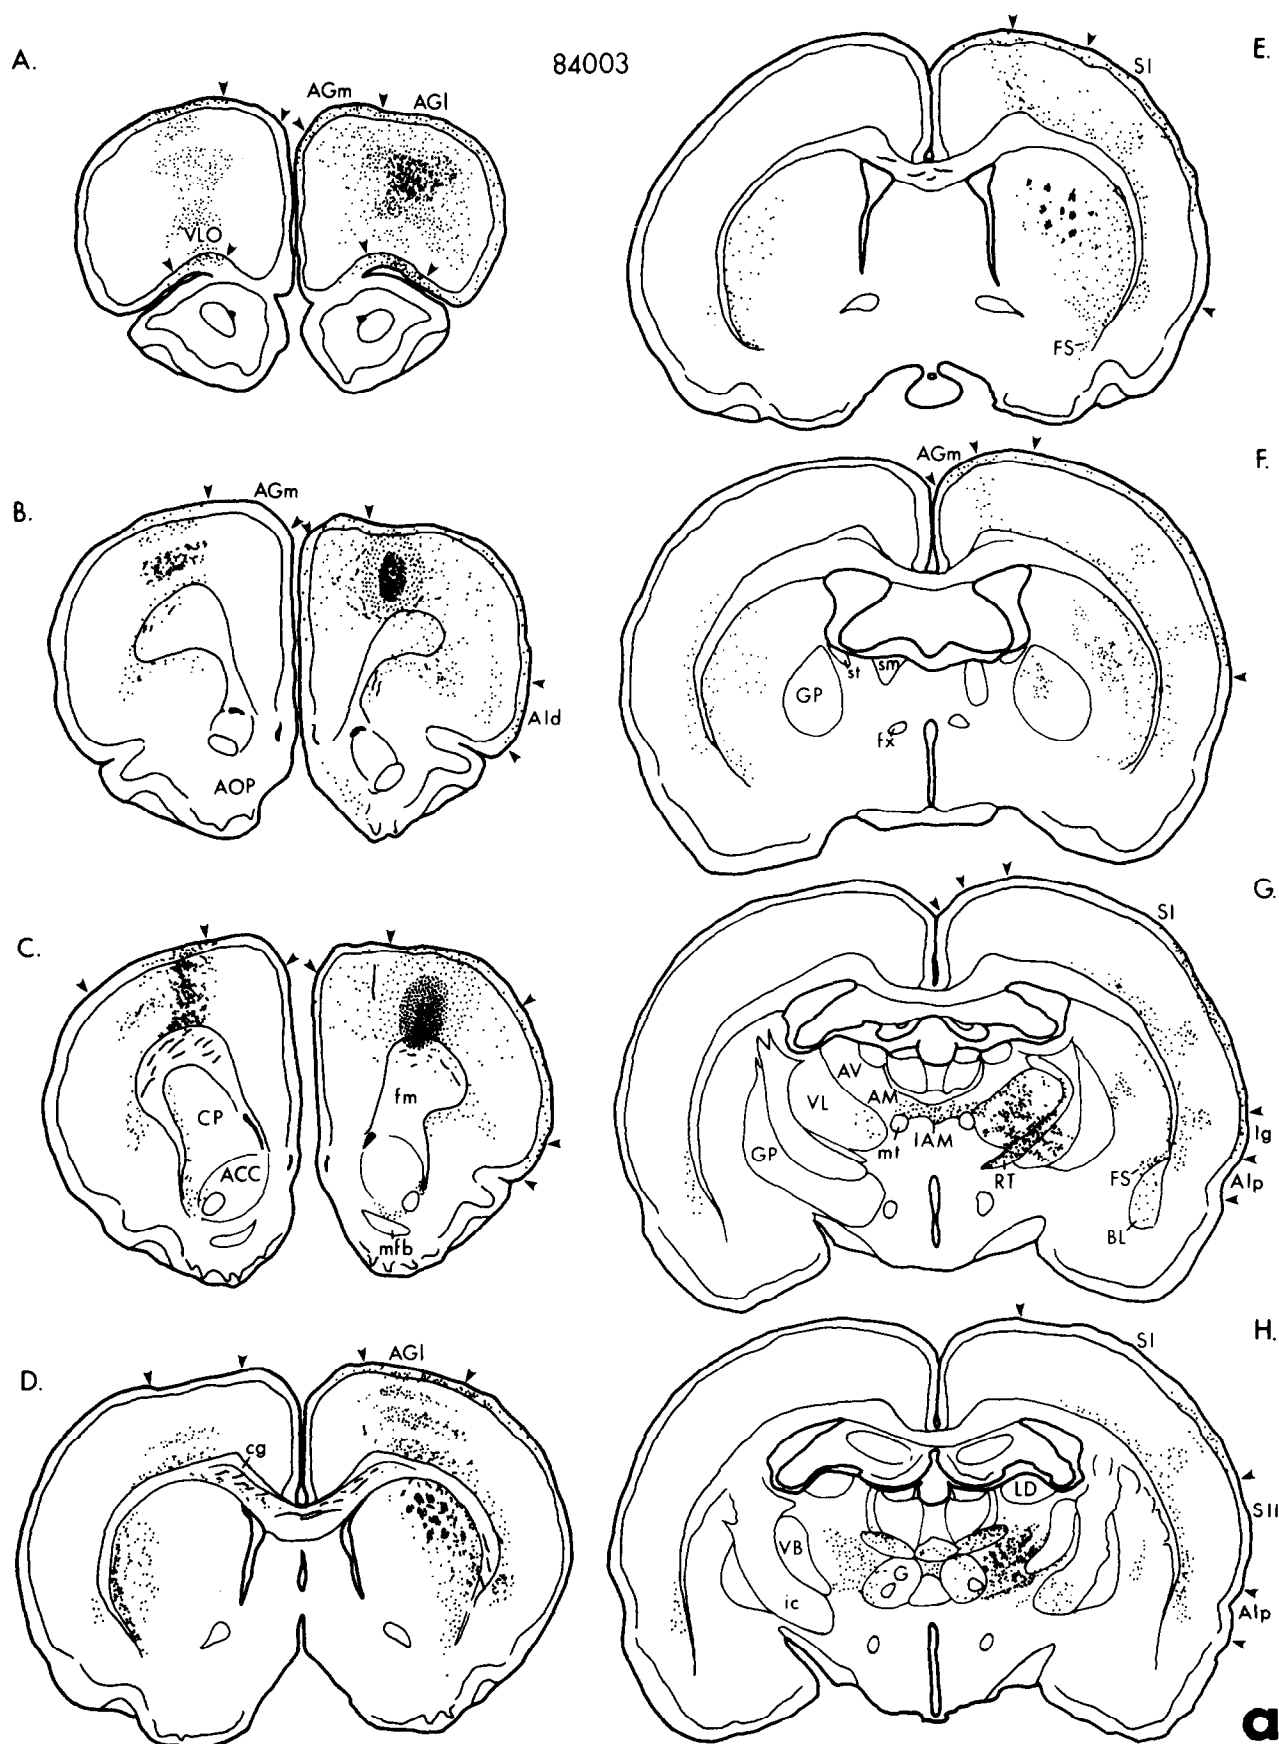 84003
A.
AGm
AGl
VLO
B.
AGm
AId
AOP
C.
CP
ACC
fm
mfb
D.
AGl
cg
E.
SI
FS
F.
AGm
GP
st
sm
fx
G.
SI
AV
AM
VL
IAM
mt
GP
RT
Ig
FS
AIp
BL
H.
SI
LD
SII
VB
G
ic
AIp
a